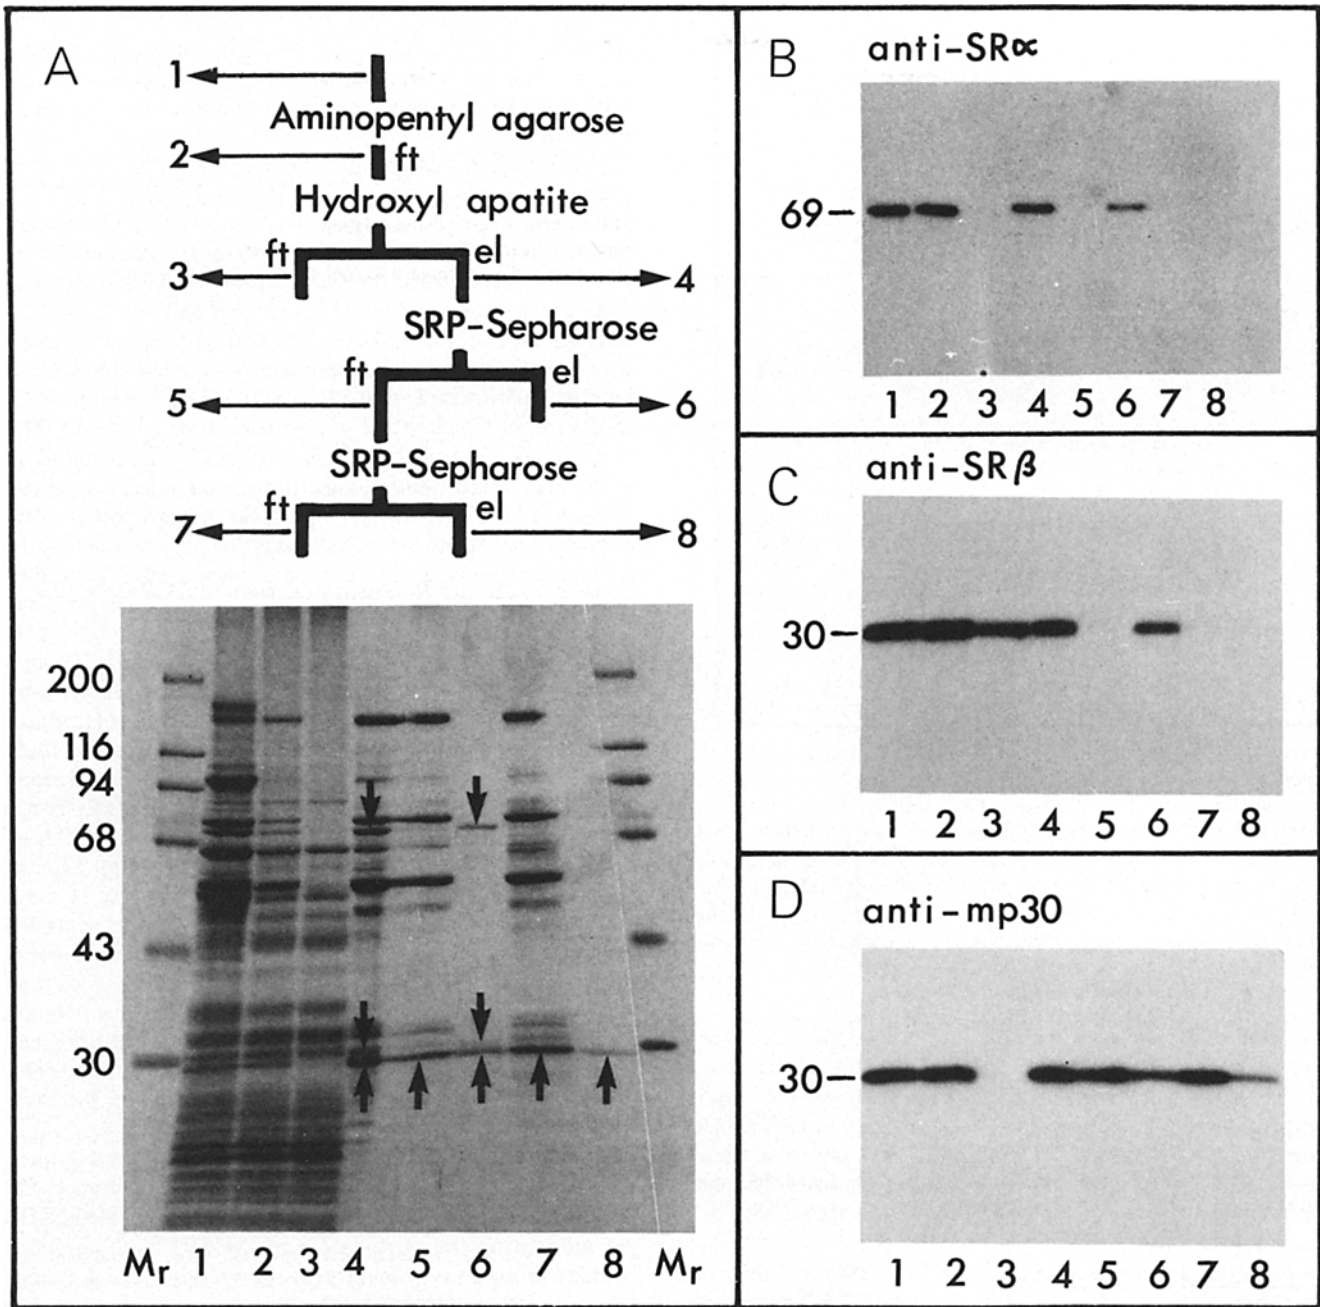 A
1
Aminopentyl agarose
2 ft
Hydroxyl apatite
ft el
3 4
SRP-Sepharose
ft el
5 6
SRP-Sepharose
ft el
7 8
200
116
94
68
43
30
Mr 1 2 3 4 5 6 7 8 Mr
B
anti-SRα
69
1 2 3 4 5 6 7 8
C
anti-SRβ
30
1 2 3 4 5 6 7 8
D
anti-mp30
30
1 2 3 4 5 6 7 8